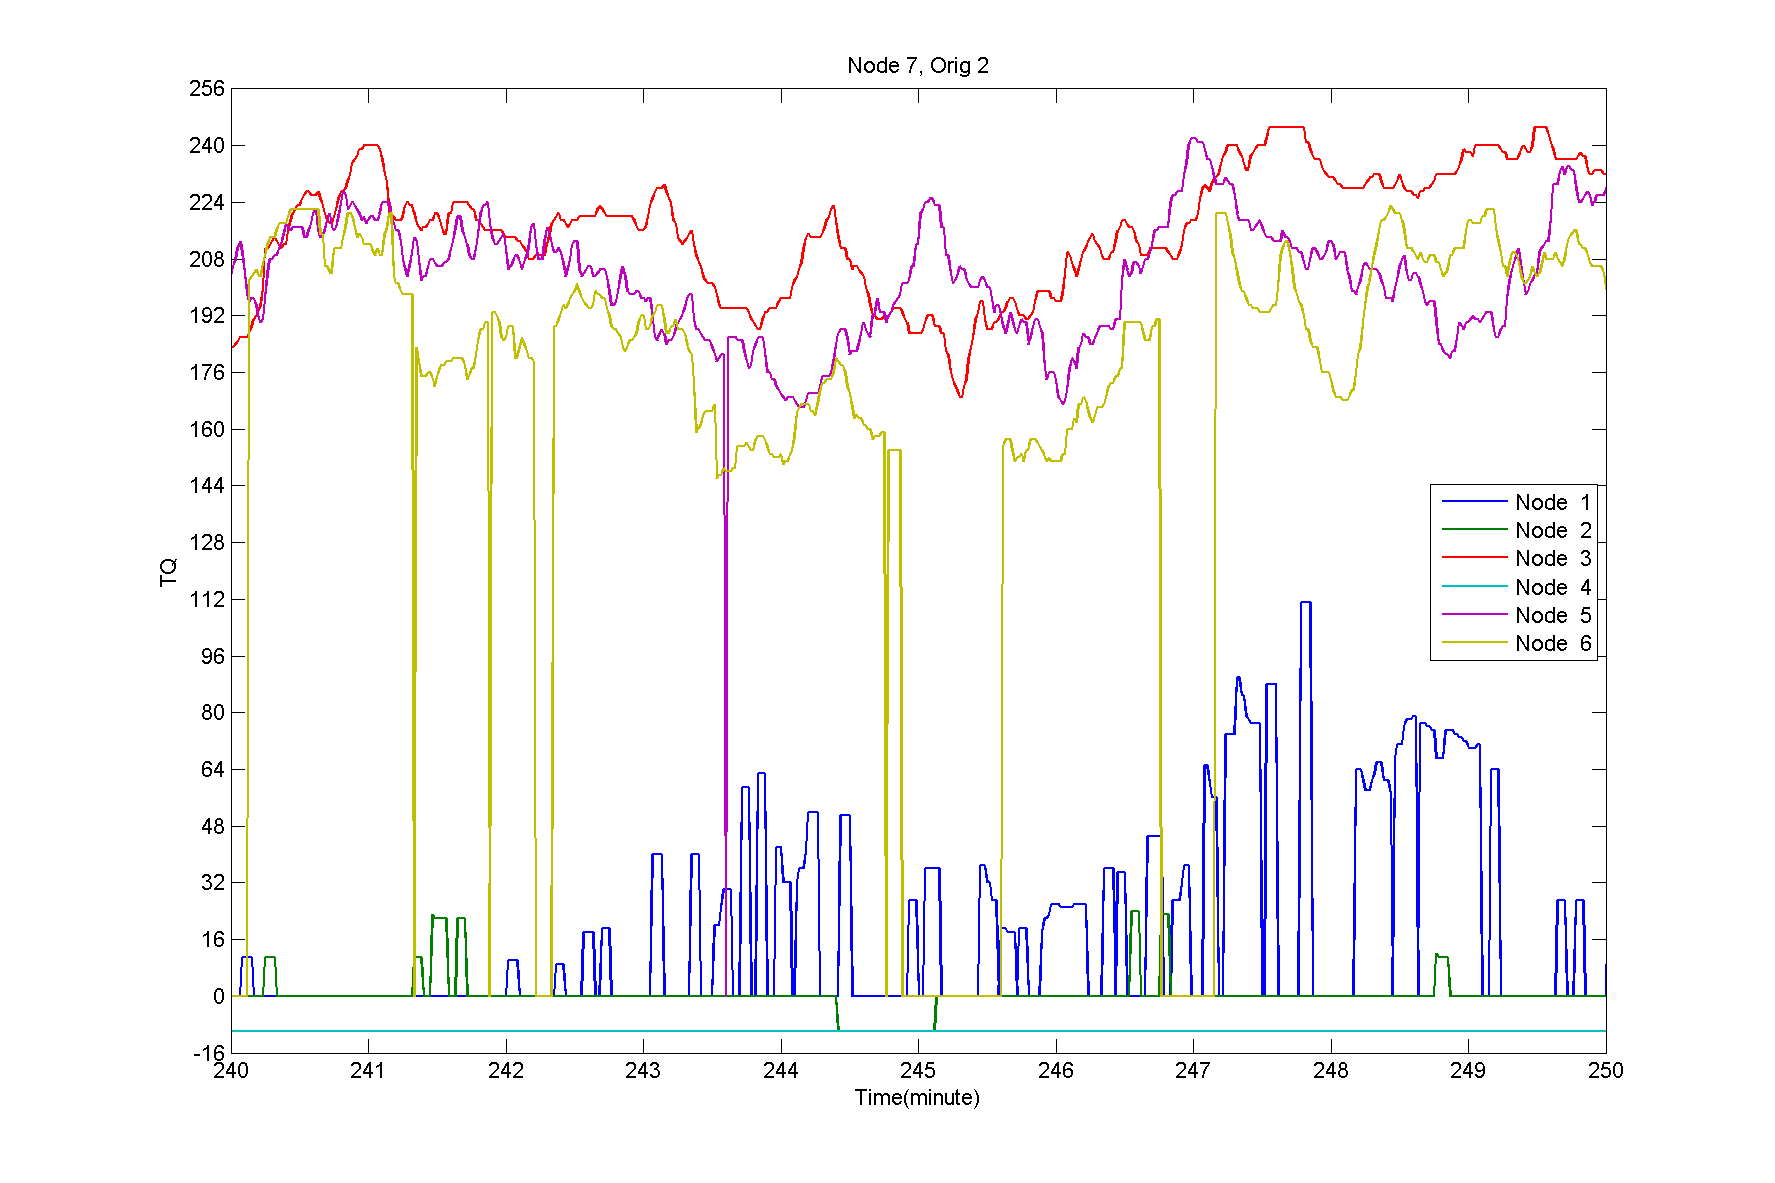 Node 7, Orig 2
256
240
224
208
192
176
160
144
128
112
96
80
64
48
32
16
0
-16
TQ
Node 1
Node 2
Node 3
Node 4
Node 5
Node 6
240 241 242 243 244 245 246 247 248 249 250
Time(minute)